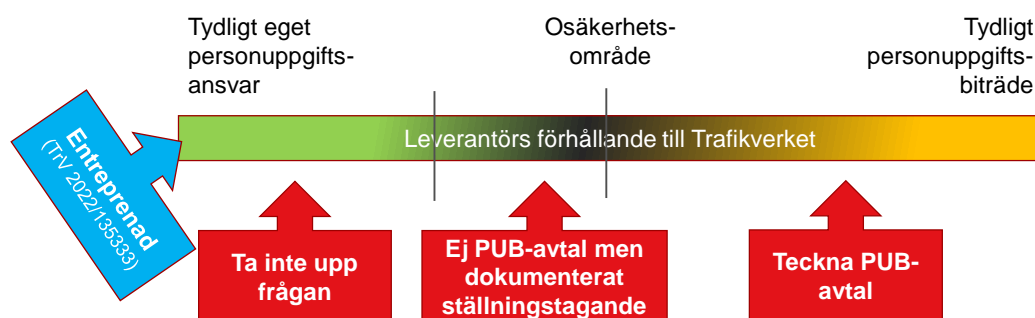 Tydligt eget
personuppgifts-
ansvar
Osäkerhets-
område
Tydligt
personuppgifts-
biträde
Leverantörs förhållande till Trafikverket
Entreprenad
(TrV 2022/135333)
Ta inte upp
frågan
Ej PUB-avtal men
dokumenterat
ställningstagande
Teckna PUB-
avtal